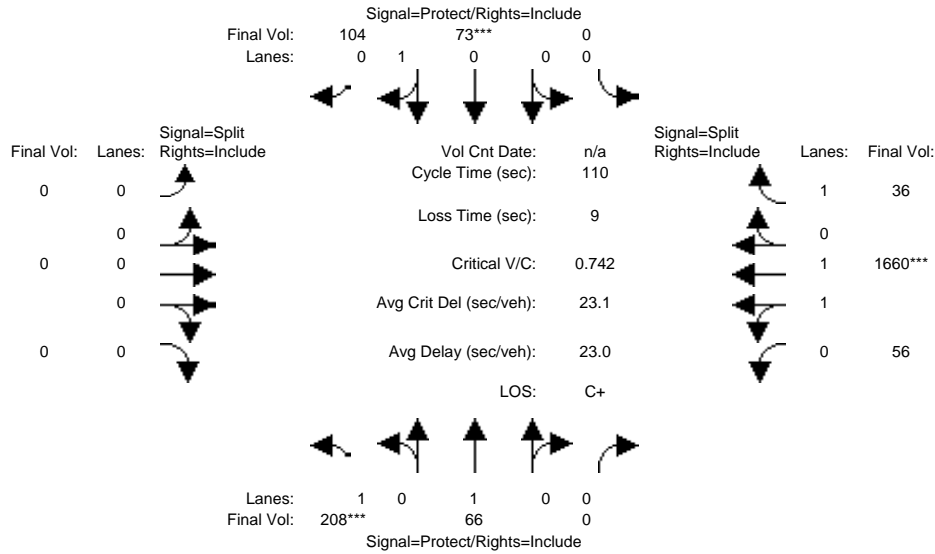 Signal=Protect/Rights=Include
Final Vol: 104 73*** 0
Lanes: 0 1 0 0 0
Signal=Split
Final Vol: Lanes: Rights=Include
Vol Cnt Date: n/a
Signal=Split
Rights=Include Lanes: Final Vol:
Cycle Time (sec): 110
0 0
1 36
Loss Time (sec): 9
0
0
0 0
Critical V/C: 0.742
1 1660***
0
Avg Crit Del (sec/veh): 23.1
1
0 0
Avg Delay (sec/veh): 23.0
0 56
LOS: C+
Lanes: 1 0 1 0 0
Final Vol: 208*** 66 0
Signal=Protect/Rights=Include